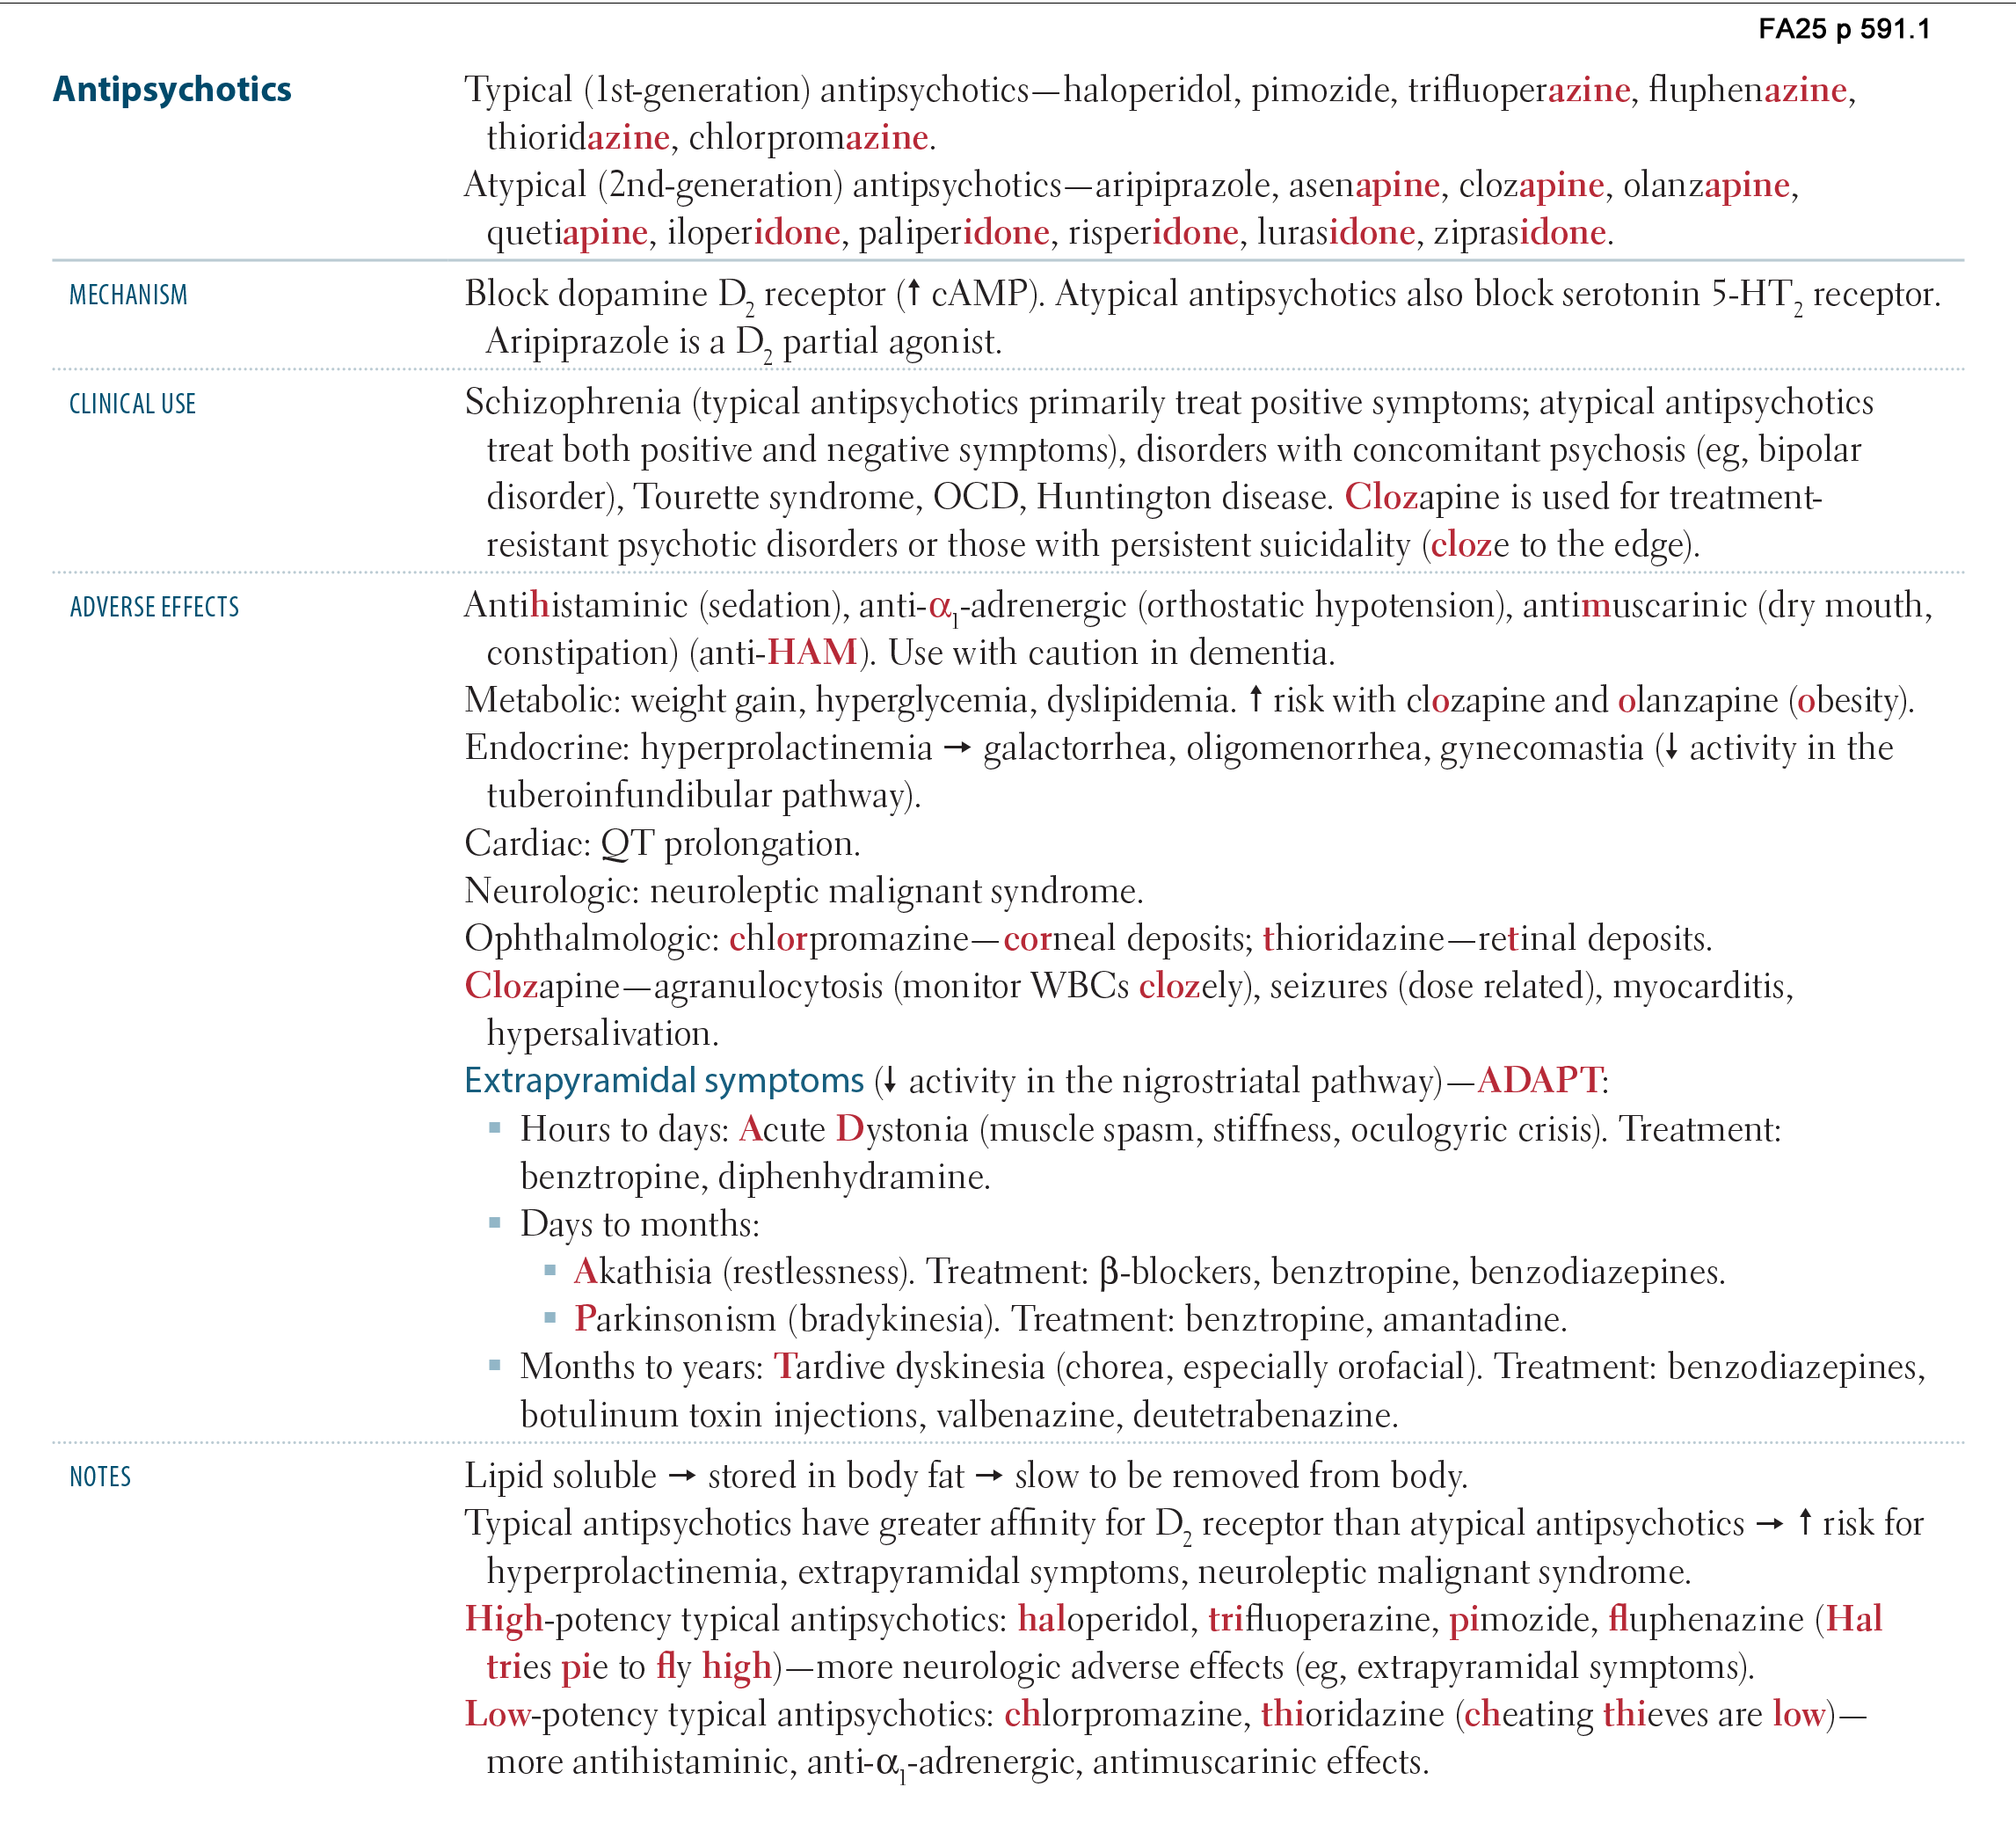 FA25 p 591.1
Antipsychotics
Typical (1st-generation) antipsychotics—haloperidol, pimozide, trifluoperazine, fluphenazine,
thioridazine, chlorpromazine.
Atypical (2nd-generation) antipsychotics—aripiprazole, asenapine, clozapine, olanzapine,
quetiapine, iloperidone, paliperidone, risperidone, lurasidone, ziprasidone.
MECHANISM
Block dopamine D₂ receptor (↑ cAMP). Atypical antipsychotics also block serotonin 5-HT₂ receptor.
Aripiprazole is a D₂ partial agonist.
CLINICAL USE
Schizophrenia (typical antipsychotics primarily treat positive symptoms; atypical antipsychotics
treat both positive and negative symptoms), disorders with concomitant psychosis (eg, bipolar
disorder), Tourette syndrome, OCD, Huntington disease. Clozapine is used for treatment-
resistant psychotic disorders or those with persistent suicidality (cloze to the edge).
ADVERSE EFFECTS
Antihistaminic (sedation), anti-α₁-adrenergic (orthostatic hypotension), antimuscarinic (dry mouth,
constipation) (anti-HAM). Use with caution in dementia.
Metabolic: weight gain, hyperglycemia, dyslipidemia. ↑ risk with clozapine and olanzapine (obesity).
Endocrine: hyperprolactinemia → galactorrhea, oligomenorrhea, gynecomastia (↓ activity in the
tuberoinfundibular pathway).
Cardiac: QT prolongation.
Neurologic: neuroleptic malignant syndrome.
Ophthalmologic: chlorpromazine—corneal deposits; thioridazine—retinal deposits.
Clozapine—agranulocytosis (monitor WBCs clozely), seizures (dose related), myocarditis,
hypersalivation.
Extrapyramidal symptoms (↓ activity in the nigrostriatal pathway)—ADAPT:
▪ Hours to days: Acute Dystonia (muscle spasm, stiffness, oculogyric crisis). Treatment:
benztropine, diphenhydramine.
▪ Days to months:
▪ Akathisia (restlessness). Treatment: β-blockers, benztropine, benzodiazepines.
▪ Parkinsonism (bradykinesia). Treatment: benztropine, amantadine.
▪ Months to years: Tardive dyskinesia (chorea, especially orofacial). Treatment: benzodiazepines,
botulinum toxin injections, valbenazine, deutetrabenazine.
NOTES
Lipid soluble → stored in body fat → slow to be removed from body.
Typical antipsychotics have greater affinity for D₂ receptor than atypical antipsychotics → ↑ risk for
hyperprolactinemia, extrapyramidal symptoms, neuroleptic malignant syndrome.
High-potency typical antipsychotics: haloperidol, trifluoperazine, pimozide, fluphenazine (Hal
tries pie to fly high)—more neurologic adverse effects (eg, extrapyramidal symptoms).
Low-potency typical antipsychotics: chlorpromazine, thioridazine (cheating thieves are low)—
more antihistaminic, anti-α₁-adrenergic, antimuscarinic effects.